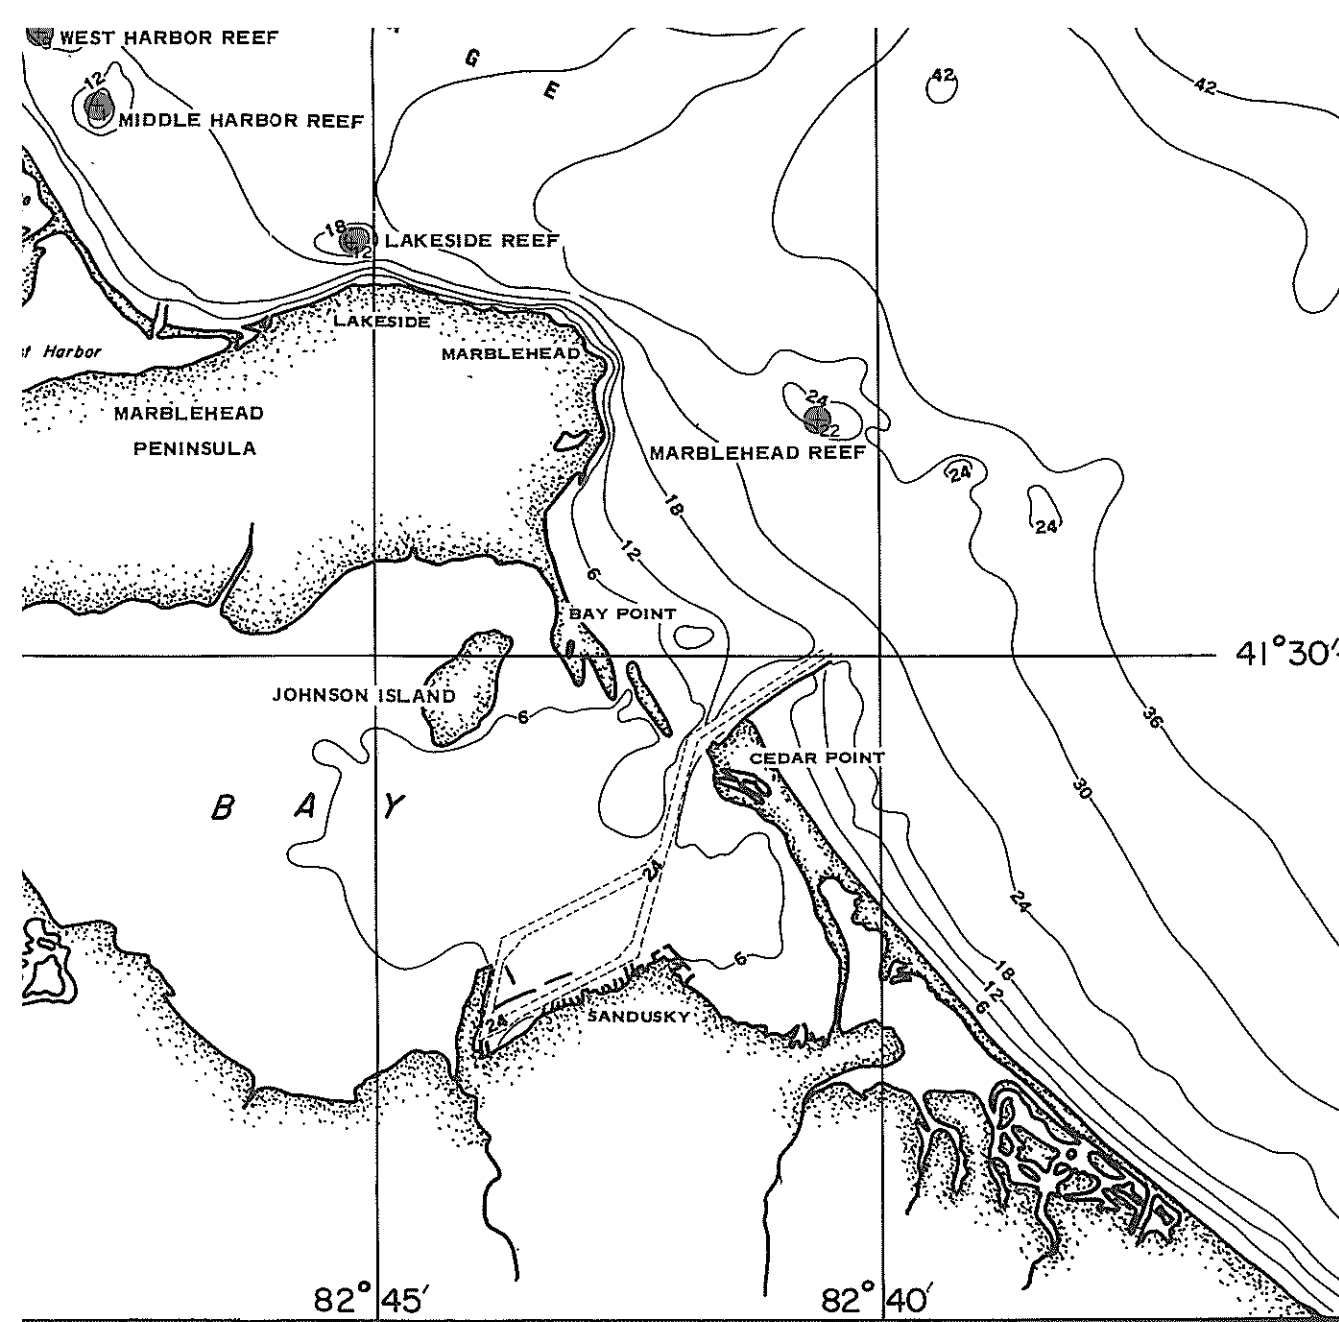 WEST HARBOR REEF
G
E
42
42
12
MIDDLE HARBOR REEF
18
12
LAKESIDE REEF
LAKESIDE
Harbor
MARBLEHEAD
MARBLEHEAD
PENINSULA
24
22
MARBLEHEAD REEF
24
24
18
12
6
BAY POINT
41°30'
JOHNSON ISLAND
6
36
CEDAR POINT
30
BAY
24
24
6
18
12
6
24
SANDUSKY
82°45'
82°40'